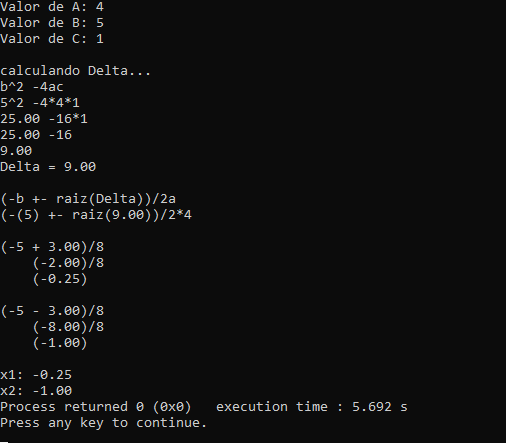 Valor de A: 4
Valor de B: 5
Valor de C: 1
calculando Delta...
b^2 -4ac
5^2 -4*4*1
25.00 -16*1
25.00 -16
9.00
Delta = 9.00
(-b +- raiz(Delta))/2a
(-(5) +- raiz(9.00))/2*4
(-5 + 3.00)/8
(-2.00)/8
(-0.25)
(-5 - 3.00)/8
(-8.00)/8
(-1.00)
x1: -0.25
x2: -1.00
Process returned 0 (0x0)   execution time : 5.692 s
Press any key to continue.